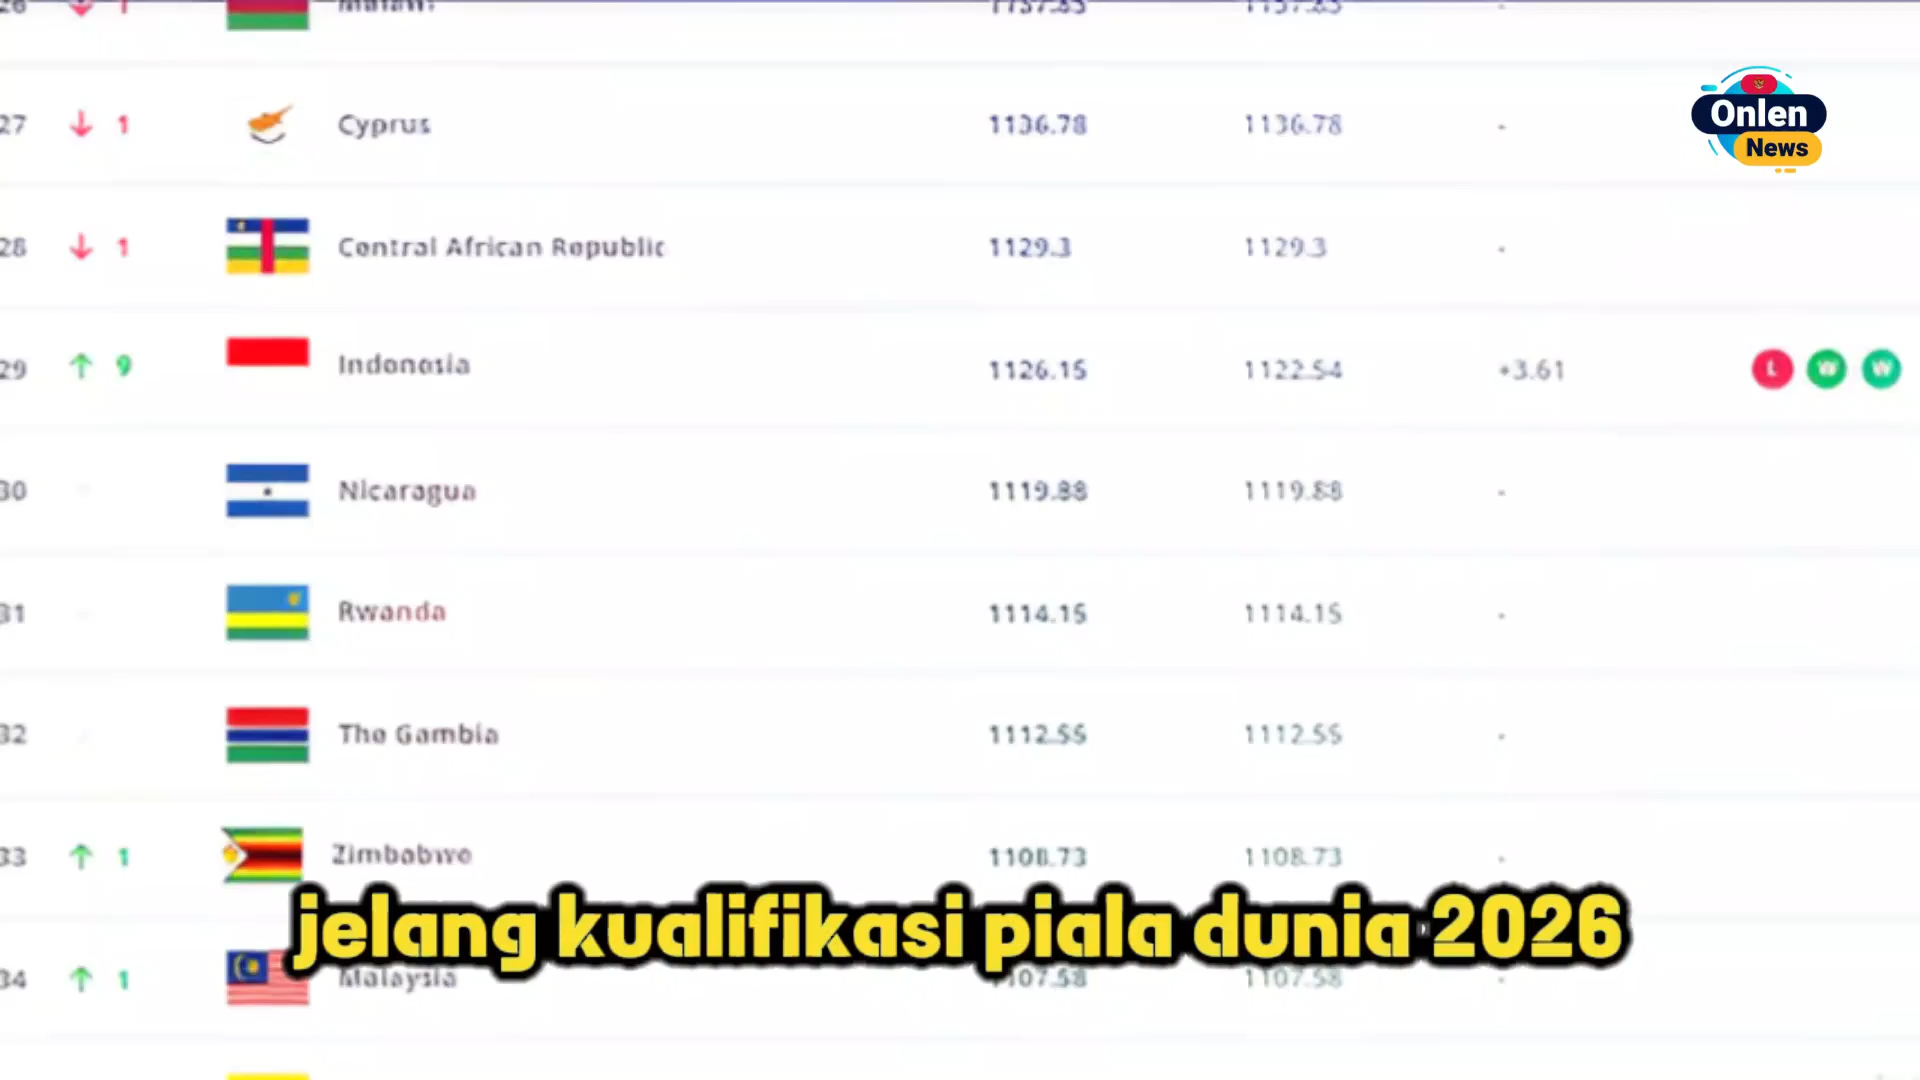 Onlen
News
27 1 Cyprus 1136.78 1136.78 -
28 1 Central African Republic 1129.3 1129.3 -
29 9 Indonesia 1126.15 1122.54 +3.61 L W W
30 - Nicaragua 1119.88 1119.88 -
31 - Rwanda 1114.15 1114.15 -
32 - The Gambia 1112.55 1112.55 -
33 1 Zimbabwe 1108.73 1108.73 -
jelang kualifikasi piala dunia 2026
34 1 Malaysia 1107.58 1107.58 -